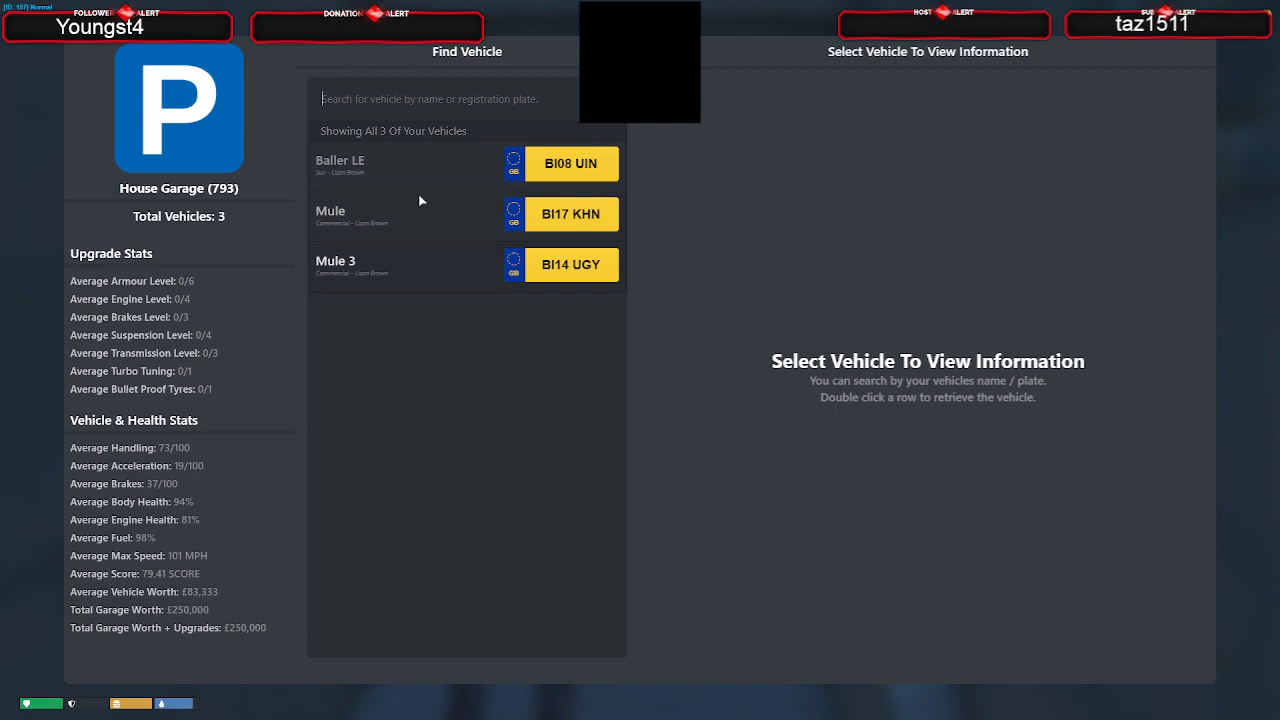 [ID: 157] Normal
FOLLOWER ALERT
Youngst4
DONATION ALERT
HOST ALERT
SUB ALERT
taz1511
P
House Garage (793)
Total Vehicles: 3
Upgrade Stats
Average Armour Level: 0/6
Average Engine Level: 0/4
Average Brakes Level: 0/3
Average Suspension Level: 0/4
Average Transmission Level: 0/3
Average Turbo Tuning: 0/1
Average Bullet Proof Tyres: 0/1
Vehicle & Health Stats
Average Handling: 73/100
Average Acceleration: 19/100
Average Brakes: 37/100
Average Body Health: 94%
Average Engine Health: 81%
Average Fuel: 98%
Average Max Speed: 101 MPH
Average Score: 79.41 SCORE
Average Vehicle Worth: £83,333
Total Garage Worth: £250,000
Total Garage Worth + Upgrades: £250,000
Find Vehicle
Search for vehicle by name or registration plate.
Showing All 3 Of Your Vehicles
Baller LE
Suv - Liam Brown
GB
BI08 UIN
Mule
Commercial - Liam Brown
GB
BI17 KHN
Mule 3
Commercial - Liam Brown
GB
BI14 UGY
Select Vehicle To View Information
Select Vehicle To View Information
You can search by your vehicles name / plate.
Double click a row to retrieve the vehicle.